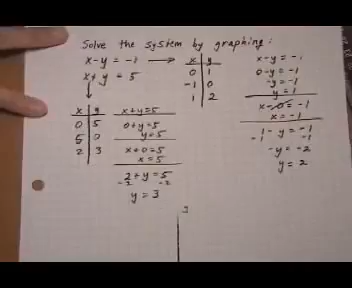 Solve the system by graphing:
x - y = -1 → 
x + y = 5
x | y
0 | 1
-1 | 0
1 | 2
x - y = -1
0 - y = -1
-y = -1
y = 1
x - 0 = -1
x = -1
1 - y = -1
-1 -1
-y = -2
y = 2
x | y
0 | 5
5 | 0
2 | 3
x + y = 5
0 + y = 5
y = 5
x + 0 = 5
x = 5
2 + y = 5
-2 -2
y = 3